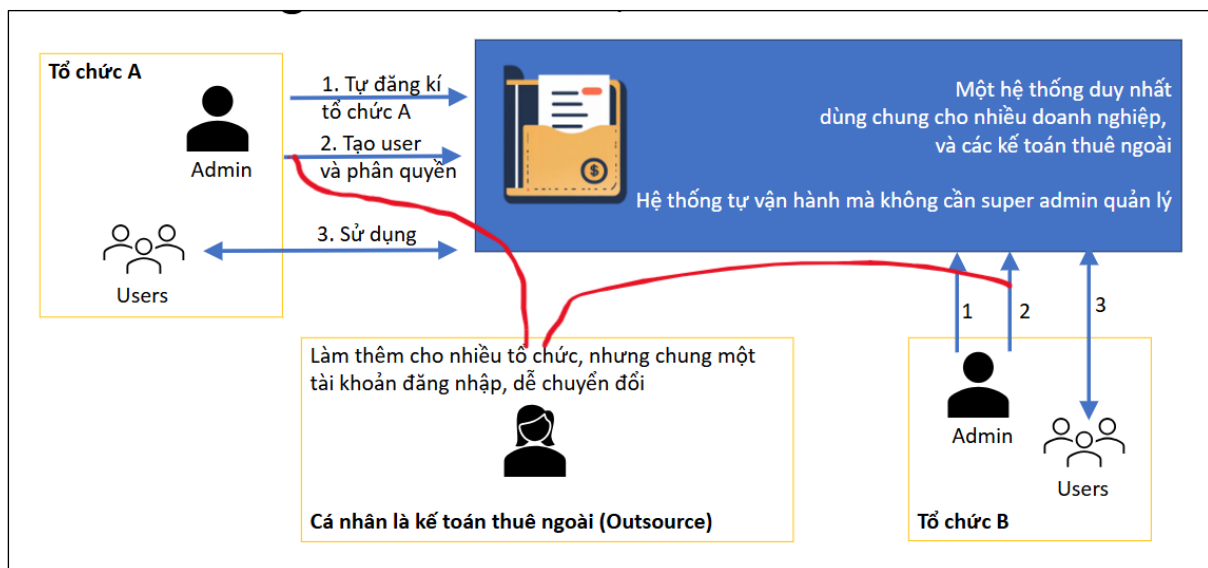 Tổ chức A
Admin
Users
1. Tự đăng kí
tổ chức A
2. Tạo user
và phân quyền
3. Sử dụng
Một hệ thống duy nhất
dùng chung cho nhiều doanh nghiệp,
và các kế toán thuê ngoài
Hệ thống tự vận hành mà không cần super admin quản lý
Làm thêm cho nhiều tổ chức, nhưng chung một
tài khoản đăng nhập, dễ chuyển đổi
Cá nhân là kế toán thuê ngoài (Outsource)
1
2
3
Admin
Users
Tổ chức B